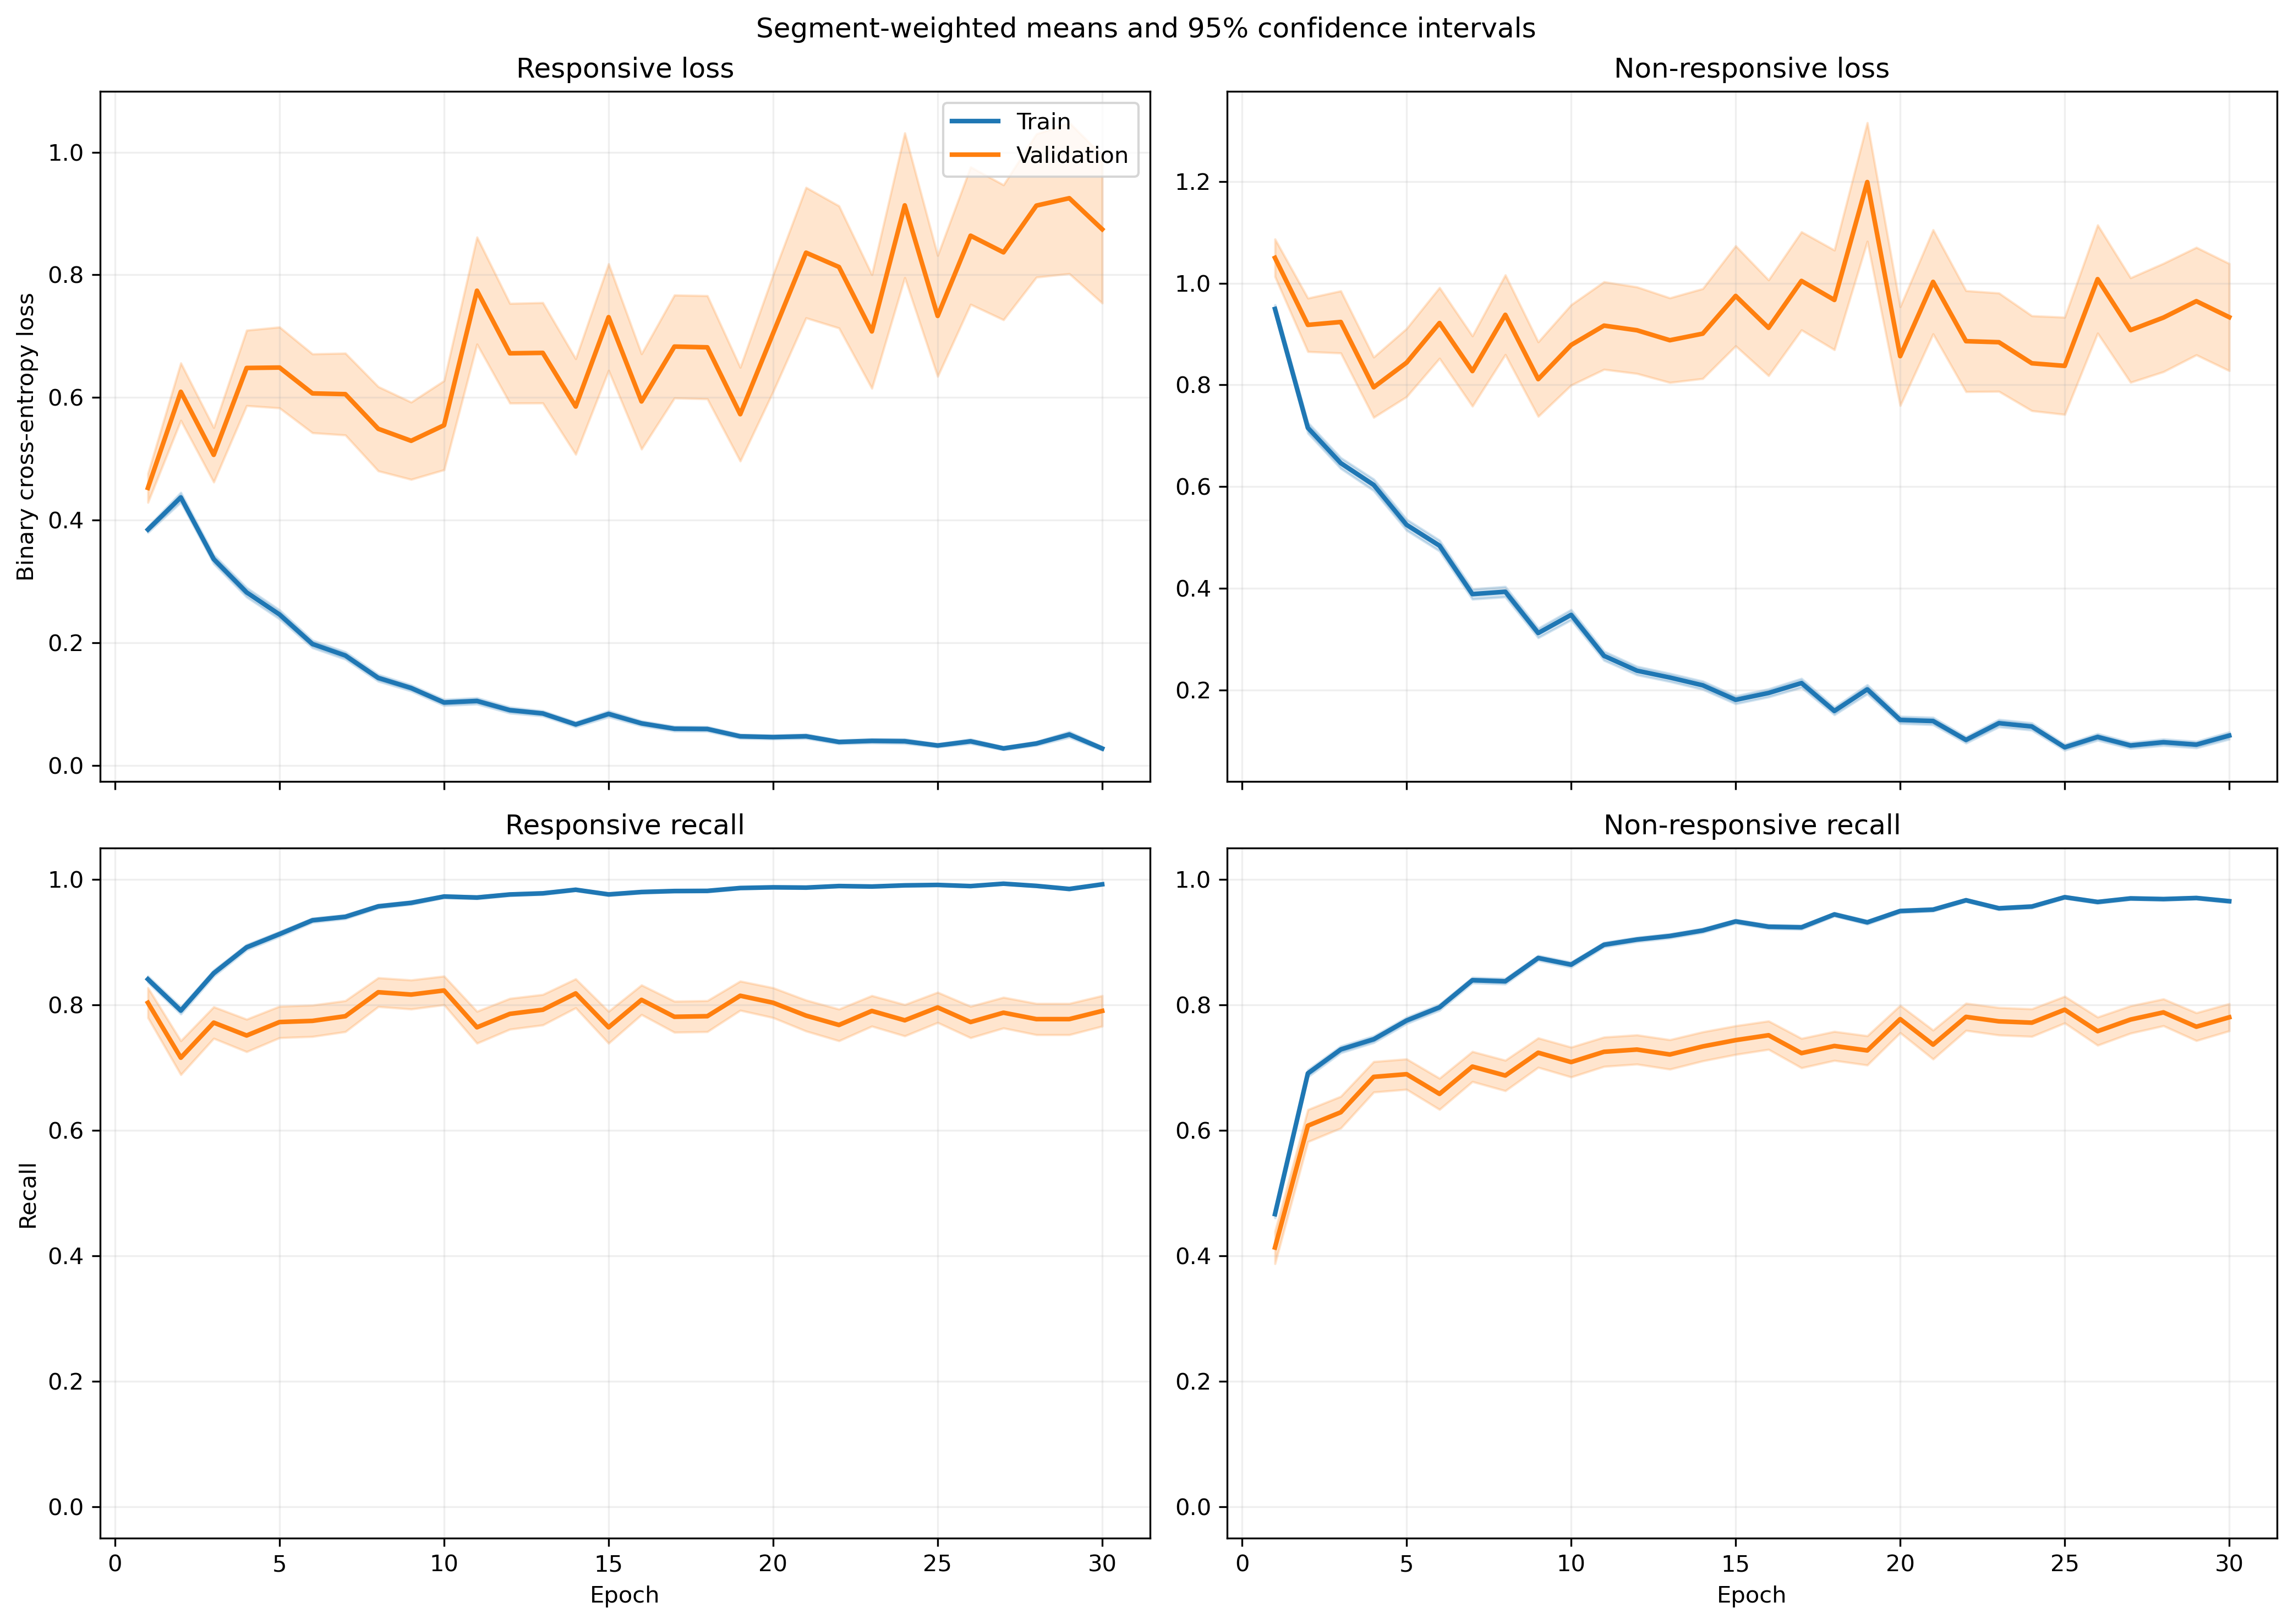 Segment-weighted means and 95% confidence intervals
Responsive loss
Non-responsive loss
Train
Validation
Binary cross-entropy loss
1.0
0.8
0.6
0.4
0.2
0.0
1.2
1.0
0.8
0.6
0.4
0.2
Responsive recall
Non-responsive recall
Recall
1.0
0.8
0.6
0.4
0.2
0.0
0 5 10 15 20 25 30
Epoch
1.0
0.8
0.6
0.4
0.2
0.0
0 5 10 15 20 25 30
Epoch